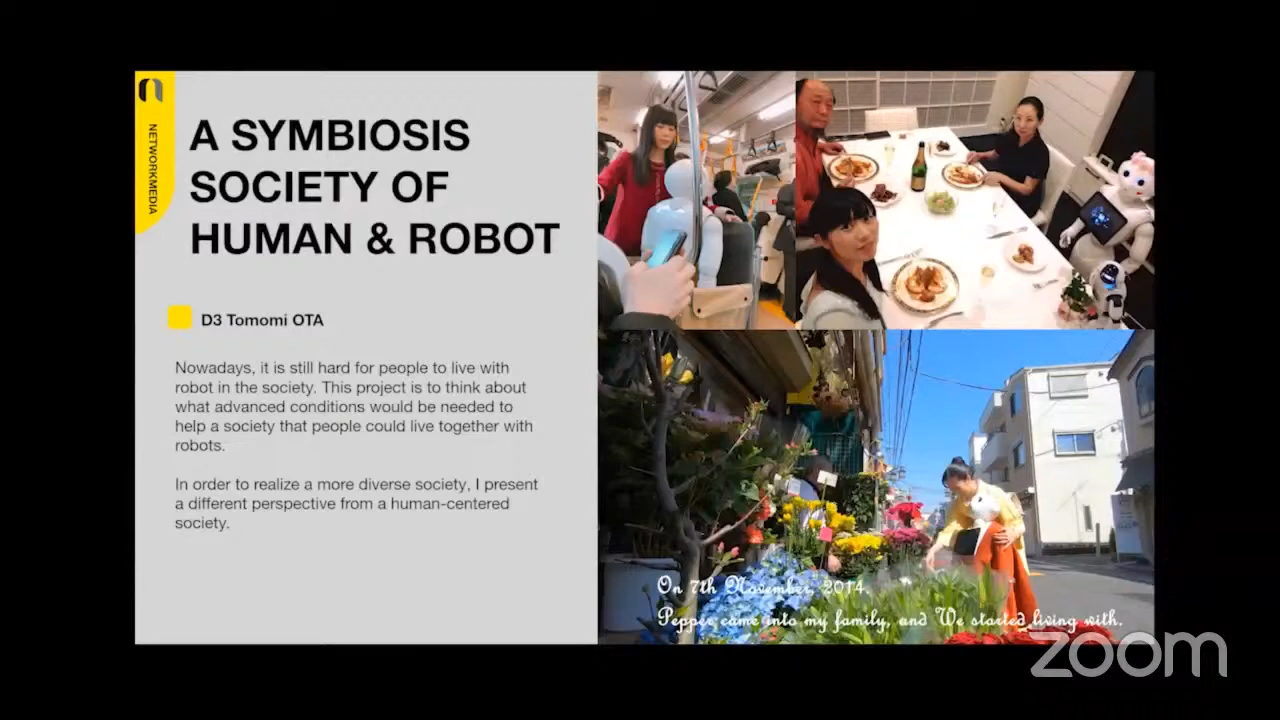 NETWORKMEDIA
A SYMBIOSIS
SOCIETY OF
HUMAN & ROBOT
D3 Tomomi OTA
Nowadays, it is still hard for people to live with
robot in the society. This project is to think about
what advanced conditions would be needed to
help a society that people could live together with
robots.
In order to realize a more diverse society, I present
a different perspective from a human-centered
society.
On 7th November, 2014.
Pepper came into my family, and We started living with.
zoom